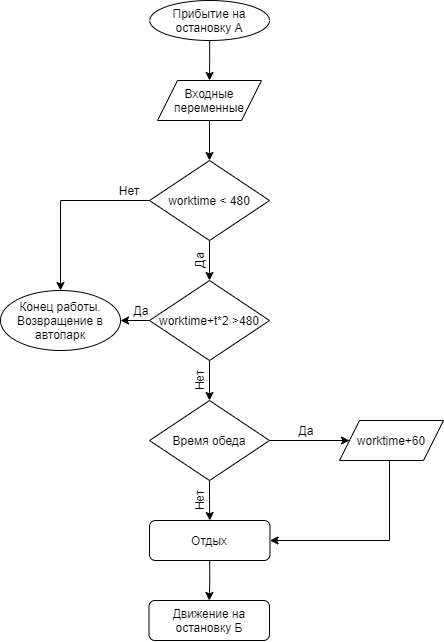 Прибытие на
остановку А
Входные
переменные
Нет
worktime < 480
Да
Конец работы.
Возвращение в
автопарк
Да
worktime+t*2 >480
Нет
Время обеда
Да
worktime+60
Нет
Отдых
Движение на
остановку Б